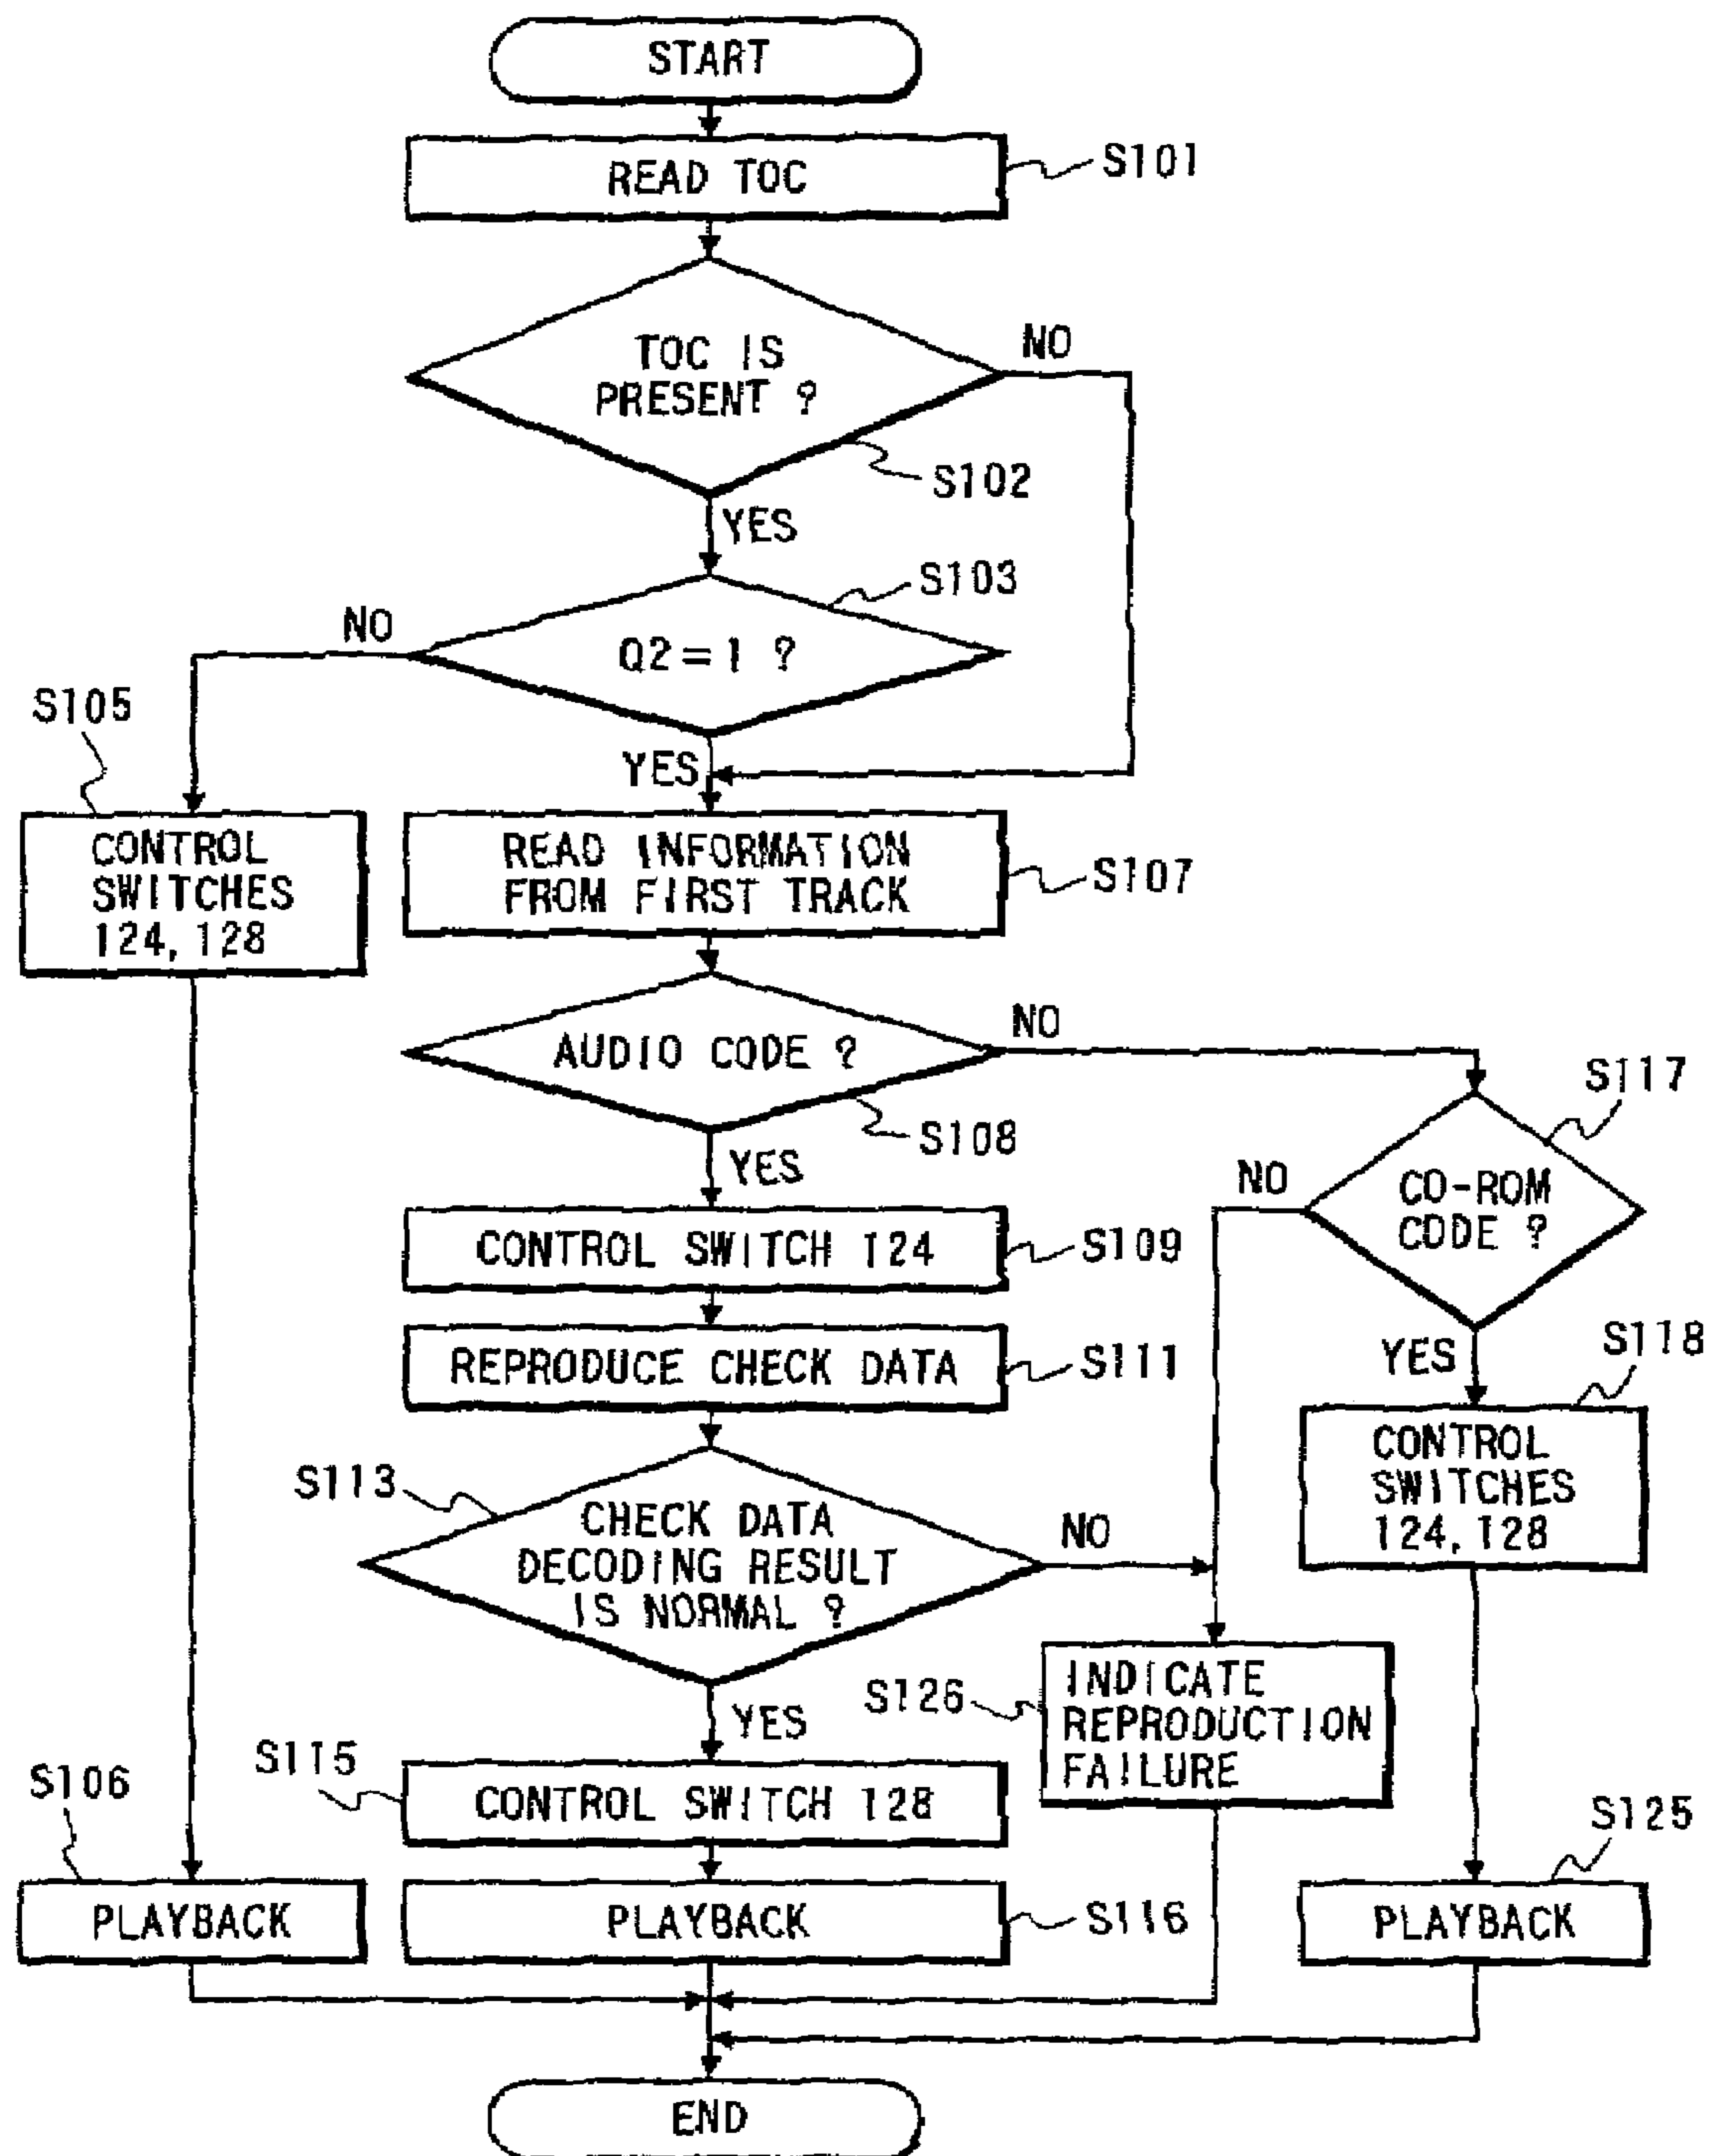 START
READ TOC
S101
TOC IS
PRESENT ?
NO
S102
YES
S103
NO
Q2=1 ?
S105
YES
CONTROL
SWITCHES
124, 128
READ INFORMATION
FROM FIRST TRACK
S107
AUDIO CODE ?
NO
S108
S117
YES
NO
CD-ROM
CODE ?
CONTROL SWITCH 124
S109
REPRODUCE CHECK DATA
S111
YES
S118
CONTROL
SWITCHES
124, 128
S113
CHECK DATA
DECODING RESULT
IS NORMAL ?
NO
YES
S126
INDICATE
REPRODUCTION
FAILURE
S115
CONTROL SWITCH 128
S106
S125
PLAYBACK
PLAYBACK
S116
PLAYBACK
END